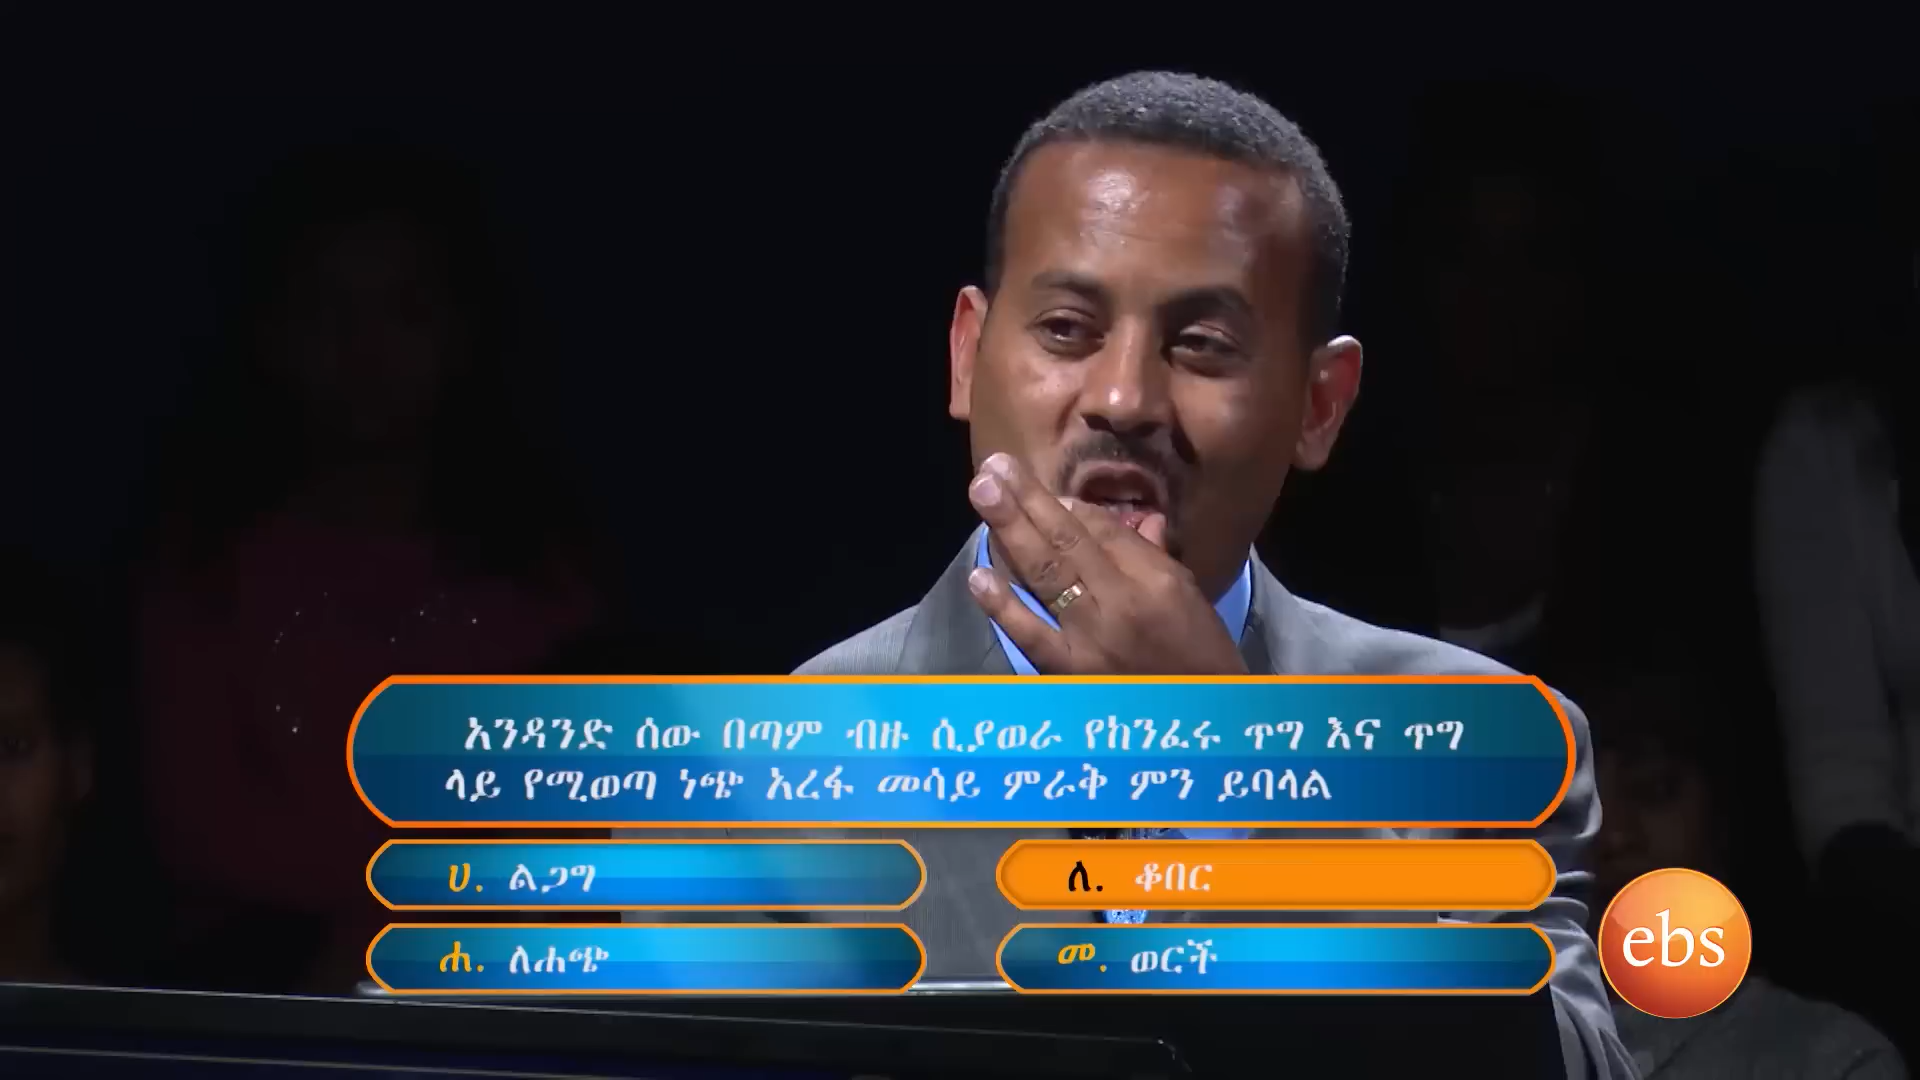 አንዳንድ ሰው በጣም ብዙ ሲያወራ የከንፈሩ ጥግ እና ጥግ
ላይ የሚወጣ ነጭ አረፋ መሳይ ምራቅ ምን ይባላል
ሀ. ልጋግ
ለ. ቆበር
ሐ. ለሐጭ
መ. ወርች
ebs